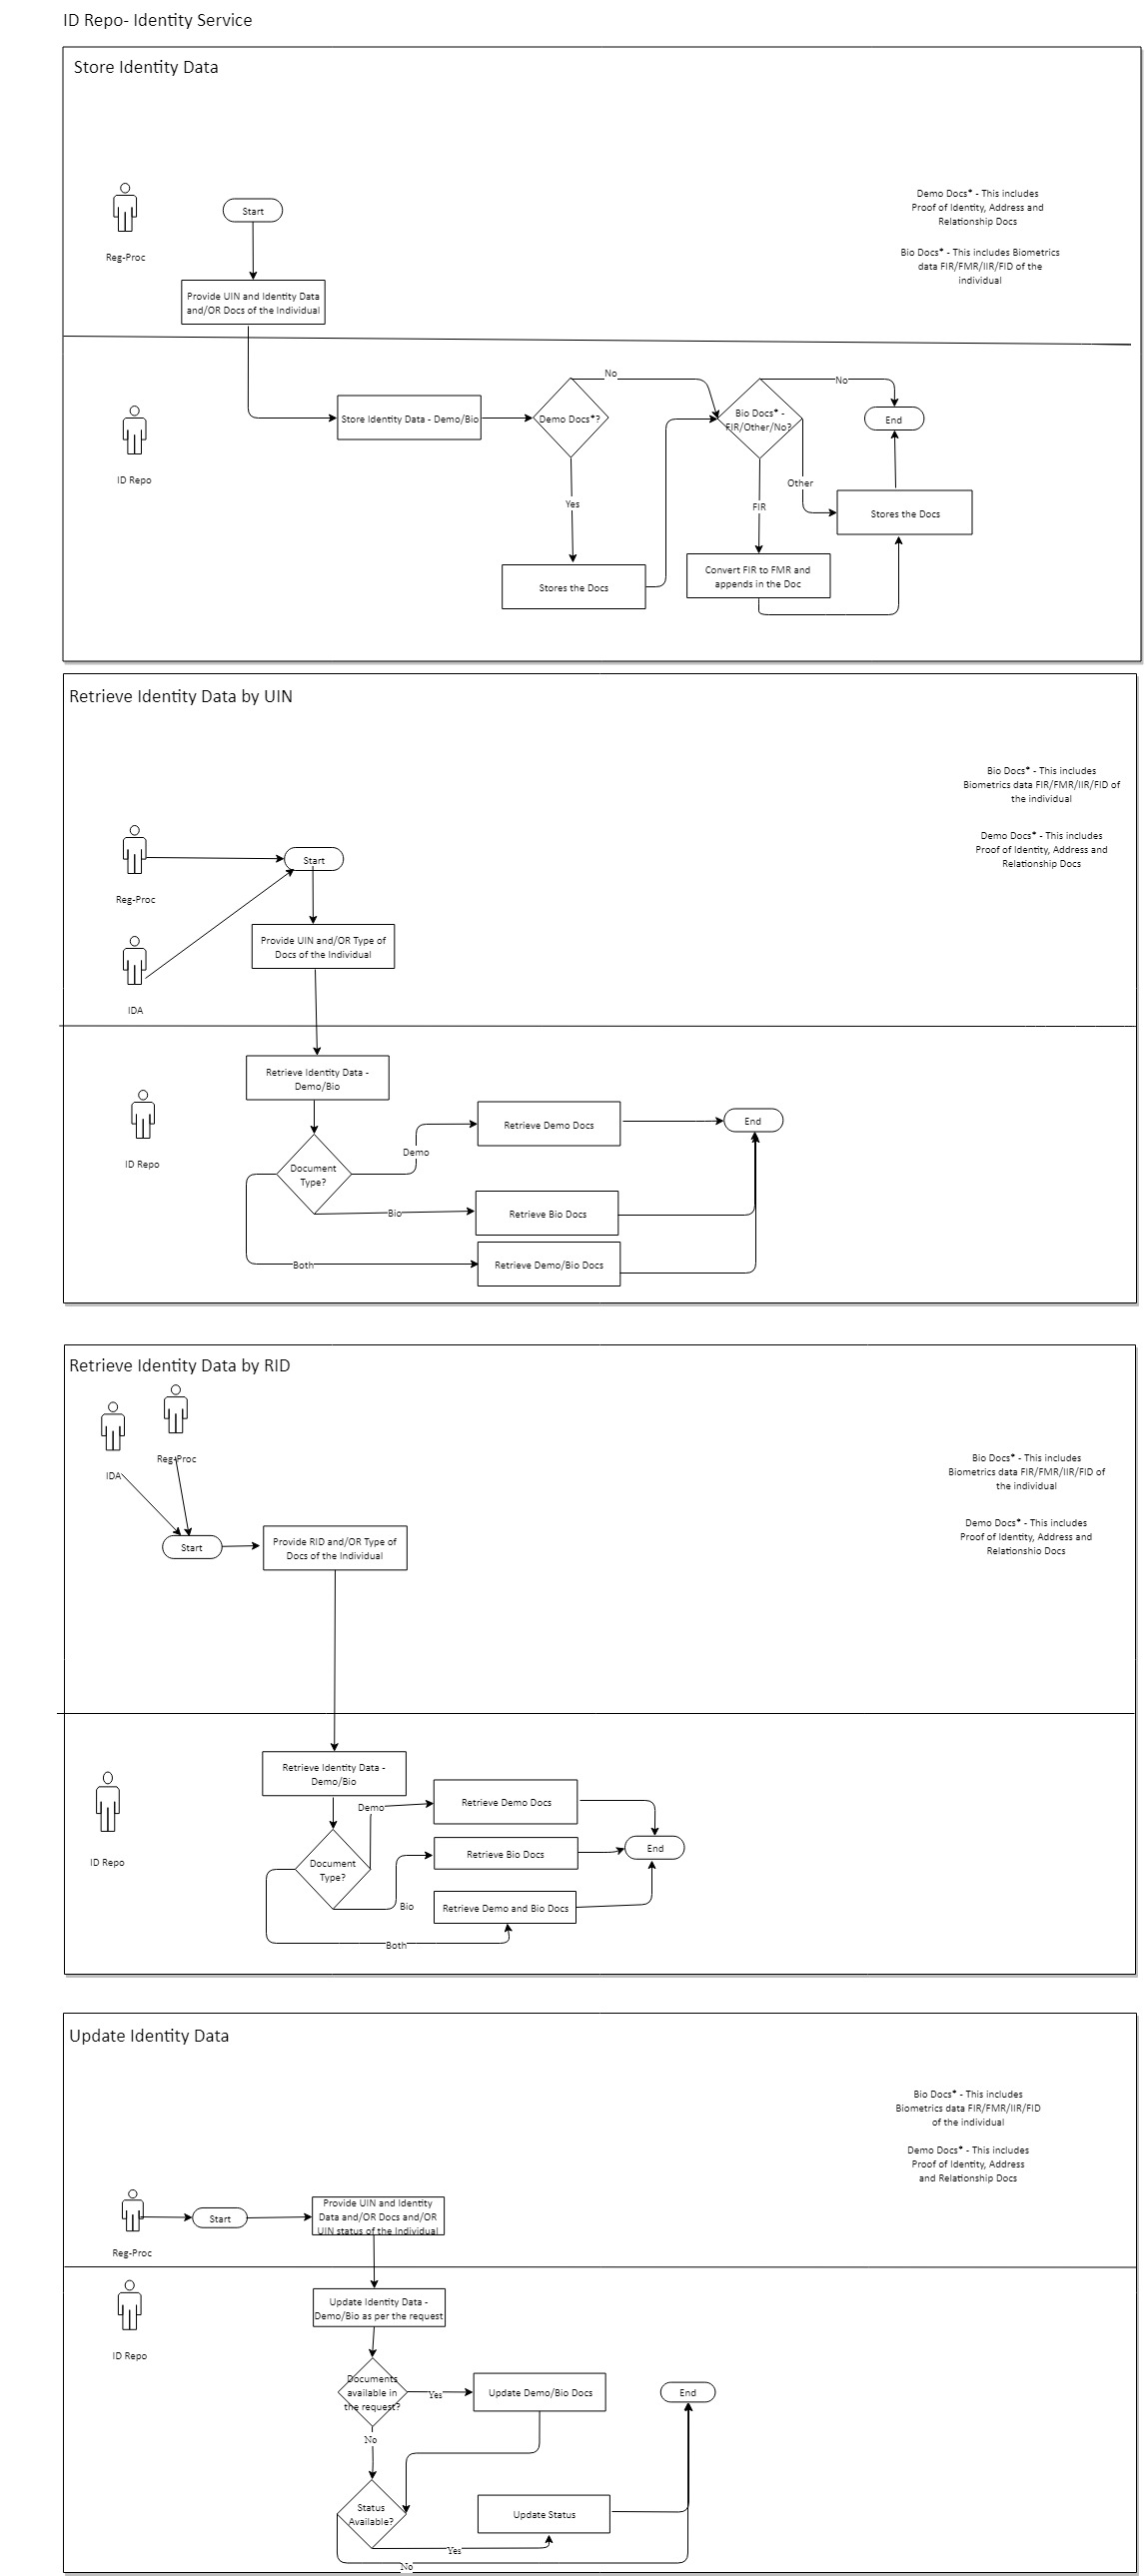 ID Repo- Identity Service
Store Identity Data
Reg-Proc
Start
Provide UIN and Identity Data
and/OR Docs of the Individual
Demo Docs* - This includes
Proof of Identity, Address and
Relationship Docs
Bio Docs* - This includes Biometrics
data FIR/FMR/IIR/FID of the
individual
ID Repo
Store Identity Data - Demo/Bio
Demo Docs*?
No
Yes
Stores the Docs
Bio Docs* -
FIR/Other/No?
No
End
Other
FIR
Stores the Docs
Convert FIR to FMR and
appends in the Doc
Retrieve Identity Data by UIN
Bio Docs* - This includes
Biometrics data FIR/FMR/IIR/FID of
the individual
Demo Docs* - This includes
Proof of Identity, Address and
Relationship Docs
Reg-Proc
Start
IDA
Provide UIN and/OR Type of
Docs of the Individual
ID Repo
Retrieve Identity Data -
Demo/Bio
Document
Type?
Demo
Retrieve Demo Docs
End
Bio
Retrieve Bio Docs
Both
Retrieve Demo/Bio Docs
Retrieve Identity Data by RID
IDA
Reg-Proc
Start
Provide RID and/OR Type of
Docs of the Individual
Bio Docs* - This includes
Biometrics data FIR/FMR/IIR/FID of
the individual
Demo Docs* - This includes
Proof of Identity, Address and
Relationship Docs
ID Repo
Retrieve Identity Data -
Demo/Bio
Document
Type?
Demo
Retrieve Demo Docs
Retrieve Bio Docs
End
Bio
Retrieve Demo and Bio Docs
Both
Update Identity Data
Bio Docs* - This includes
Biometrics data FIR/FMR/IIR/FID
of the individual
Demo Docs* - This includes
Proof of Identity, Address
and Relationship Docs
Reg-Proc
Start
Provide UIN and Identity
Data and/OR Docs and/OR
UIN status of the Individual
ID Repo
Update Identity Data -
Demo/Bio as per the request
Documents
available in
the request?
Yes
Update Demo/Bio Docs
End
No
Status
Available?
Update Status
Yes
No